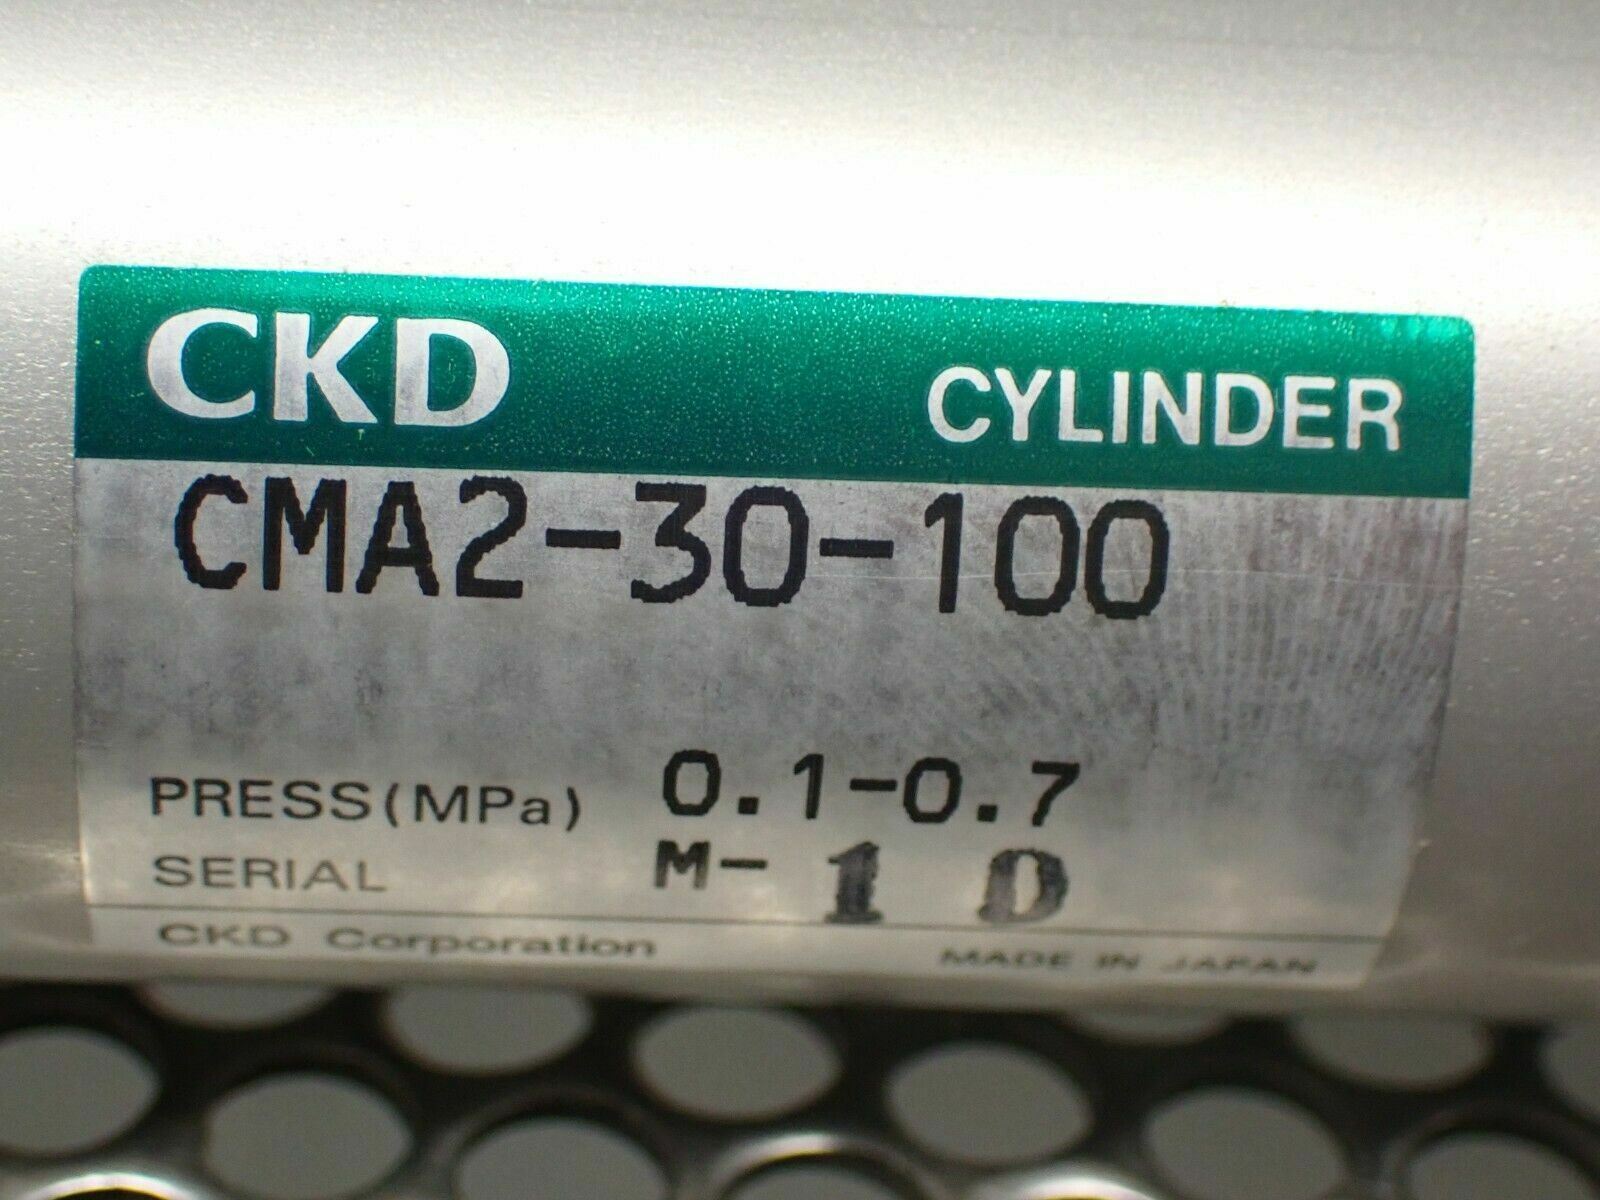 CKD CYLINDER
CMA2-30-100
PRESS(MPa) 0.1-0.7
SERIAL M-1 D
CKD Corporation MADE IN JAPAN